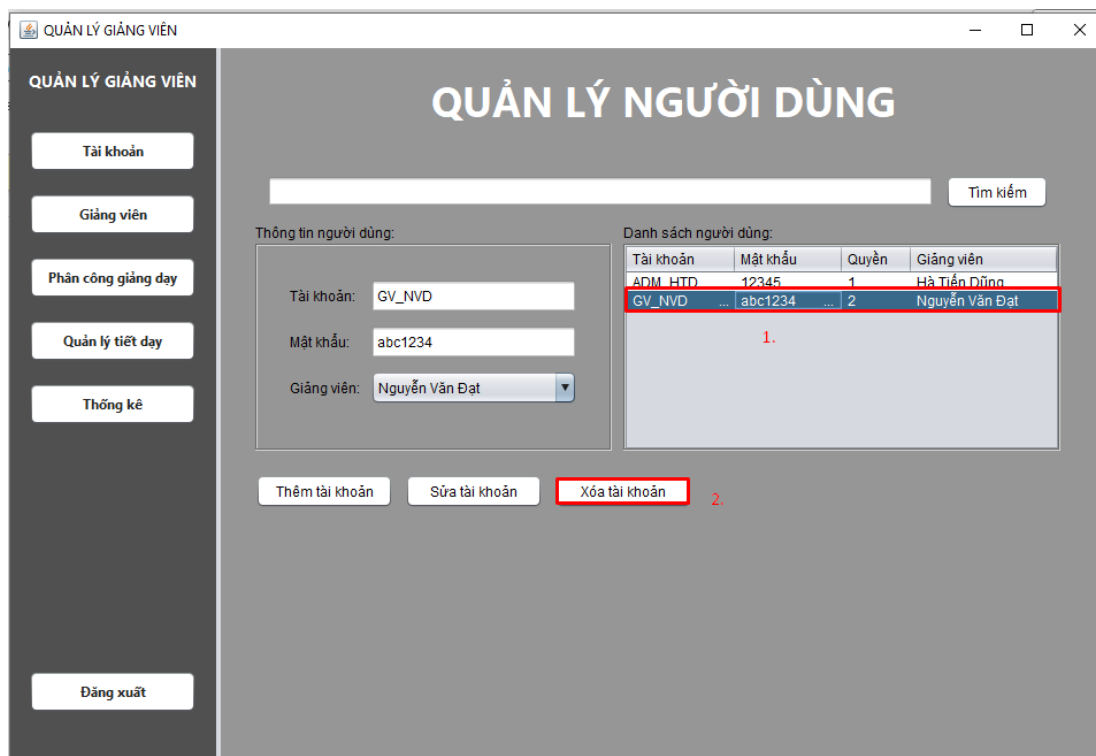 QUẢN LÝ GIẢNG VIÊN
QUẢN LÝ GIẢNG VIÊN
Tài khoản
Giảng viên
Phân công giảng dạy
Quản lý tiết dạy
Thống kê
Đăng xuất
QUẢN LÝ NGƯỜI DÙNG
Tìm kiếm
Thông tin người dùng:
Tài khoản: GV_NVD
Mật khẩu: abc1234
Giảng viên: Nguyễn Văn Đạt
Danh sách người dùng:
Tài khoản Mật khẩu Quyền Giảng viên
ADM_HTD 12345 1 Hà Tiến Dũng
GV_NVD ... abc1234 ... 2 Nguyễn Văn Đạt
1.
Thêm tài khoản Sửa tài khoản Xóa tài khoản 2.